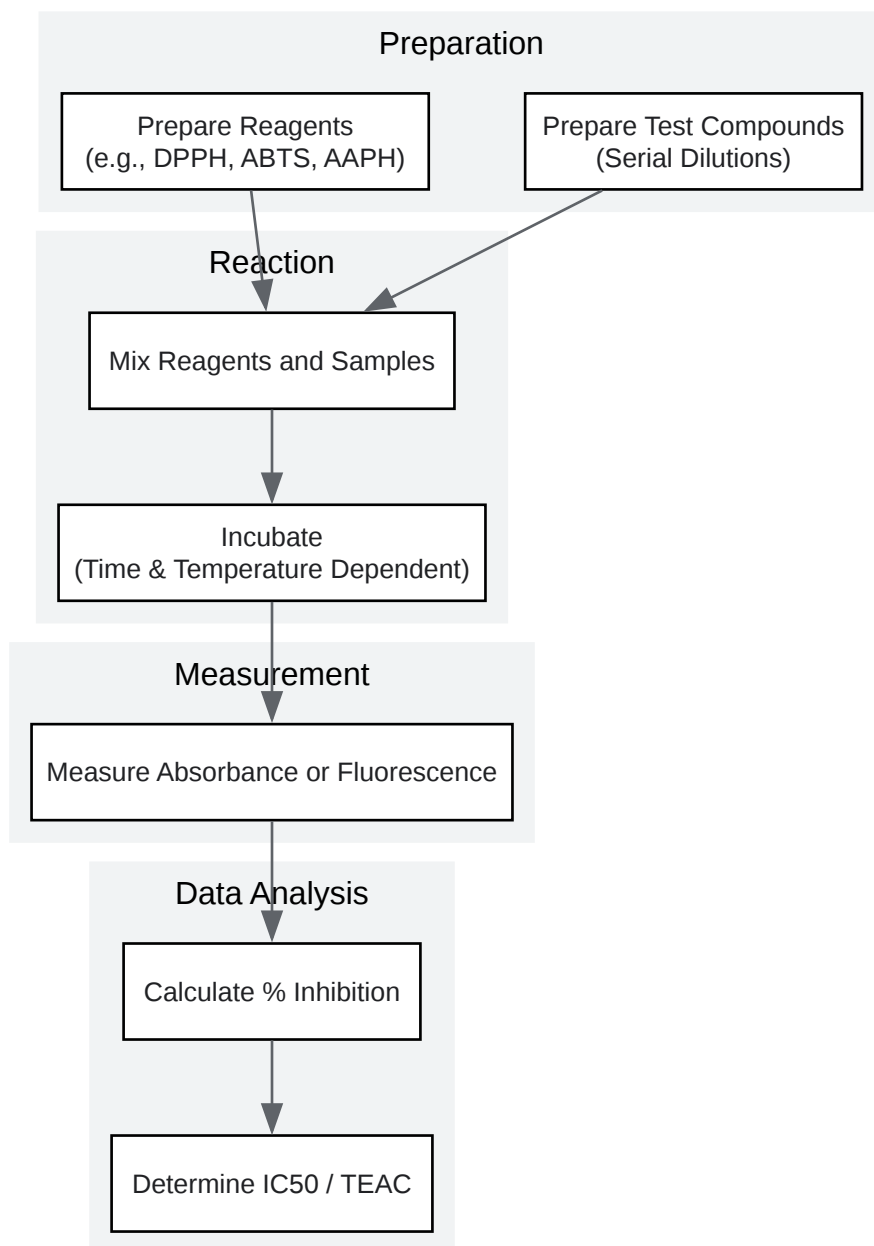 Preparation
Prepare Reagents
(e.g., DPPH, ABTS, AAPH)
Prepare Test Compounds
(Serial Dilutions)
Reaction
Mix Reagents and Samples
Incubate
(Time & Temperature Dependent)
Measurement
Measure Absorbance or Fluorescence
Data Analysis
Calculate % Inhibition
Determine IC50 / TEAC